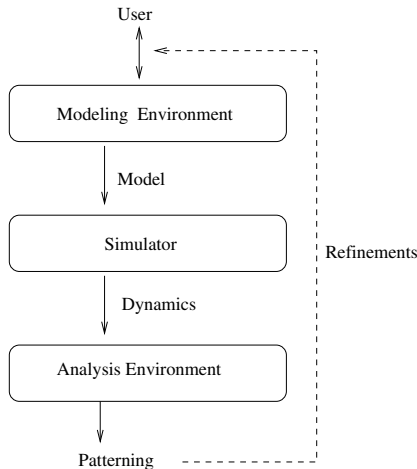 User
Modeling Environment
Model
Simulator
Refinements
Dynamics
Analysis Environment
Patterning